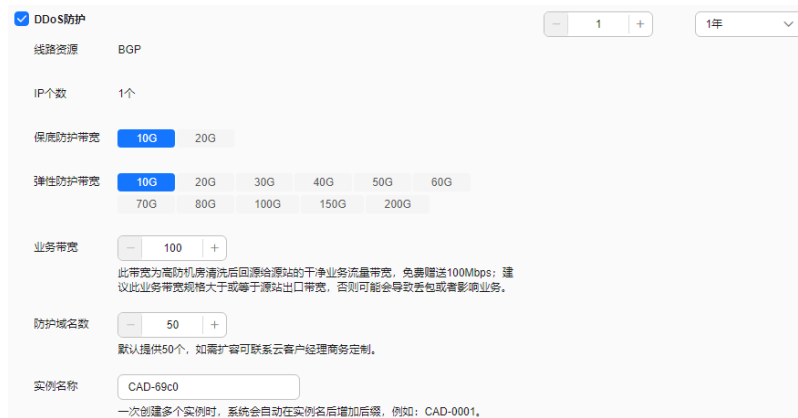 DDoS防护 − 1 + 1年
线路资源 BGP
IP个数 1个
保底防护带宽 10G 20G
弹性防护带宽 10G 20G 30G 40G 50G 60G
70G 80G 100G 150G 200G
业务带宽 − 100 +
此带宽为高防机房清洗后回源给源站的干净业务流量带宽，免费赠送100Mbps；建
议此业务带宽规格大于或等于源站出口带宽，否则可能会导致丢包或者影响业务。
防护域名数 − 50 +
默认提供50个，如需扩容可联系云客户经理商务定制。
实例名称 CAD-69c0
一次创建多个实例时，系统会自动在实例名后增加后缀，例如：CAD-0001。